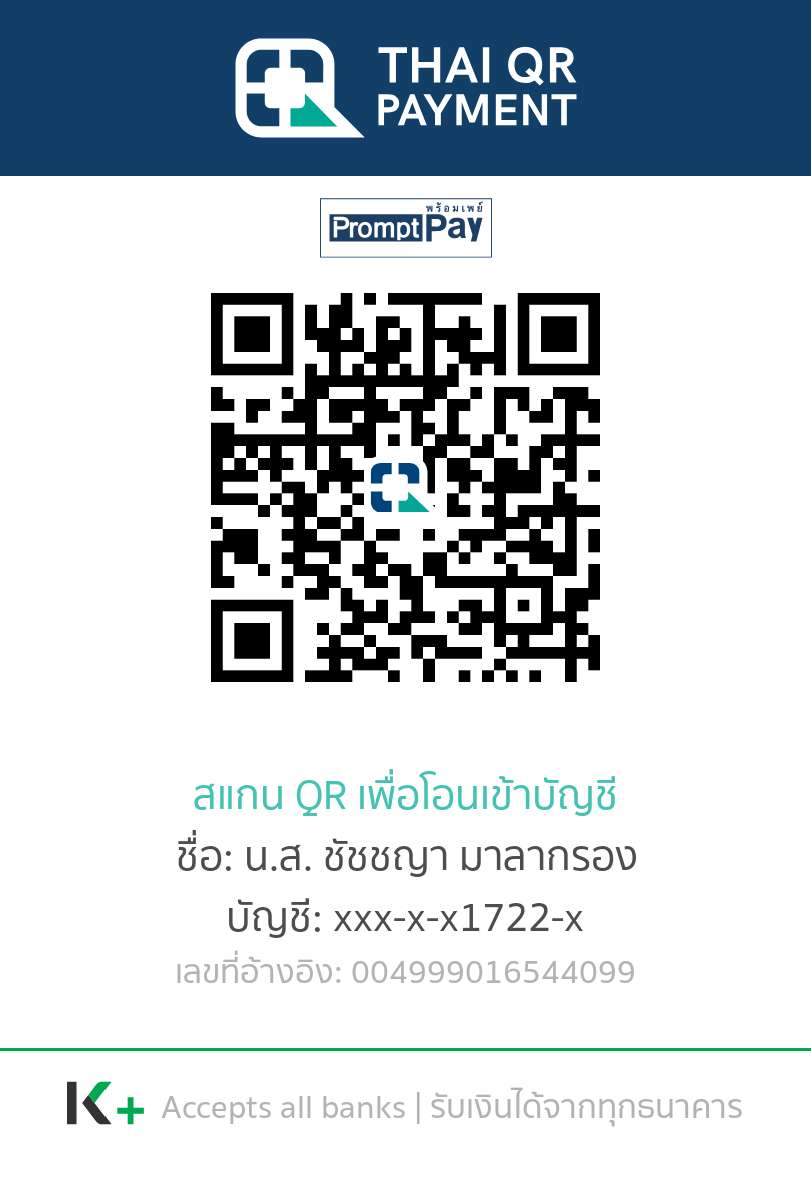 THAI QR
PAYMENT
พร้อมเพย์
PromptPay
สแกน QR เพื่อโอนเข้าบัญชี
ชื่อ: น.ส. ชัชชญา มาลากรอง
บัญชี: xxx-x-x1722-x
เลขที่อ้างอิง: 004999016544099
K+ Accepts all banks | รับเงินได้จากทุกธนาคาร